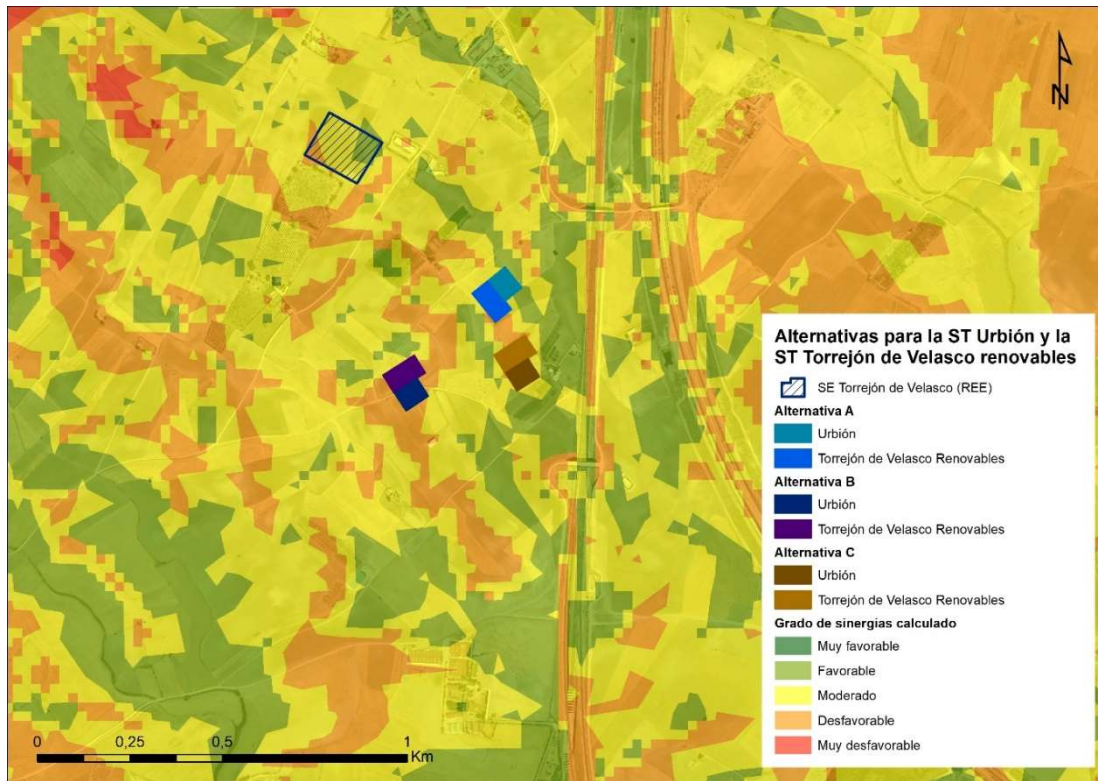 N
Alternativas para la ST Urbión y la
ST Torrejón de Velasco renovables
SE Torrejón de Velasco (REE)
Alternativa A
Urbión
Torrejón de Velasco Renovables
Alternativa B
Urbión
Torrejón de Velasco Renovables
Alternativa C
Urbión
Torrejón de Velasco Renovables
Grado de sinergias calculado
Muy favorable
Favorable
Moderado
Desfavorable
Muy desfavorable
0 0,25 0,5 1
Km